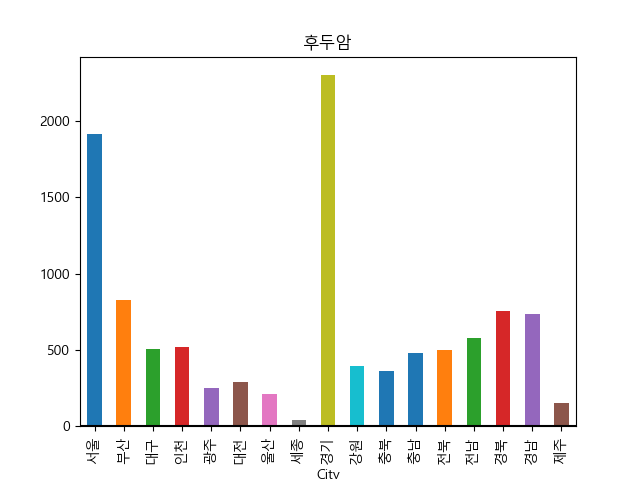 후두암
2000
1500
1000
500
0
서울
부산
대구
인천
광주
대전
울산
세종
경기
강원
충북
충남
전북
전남
경북
경남
제주
City